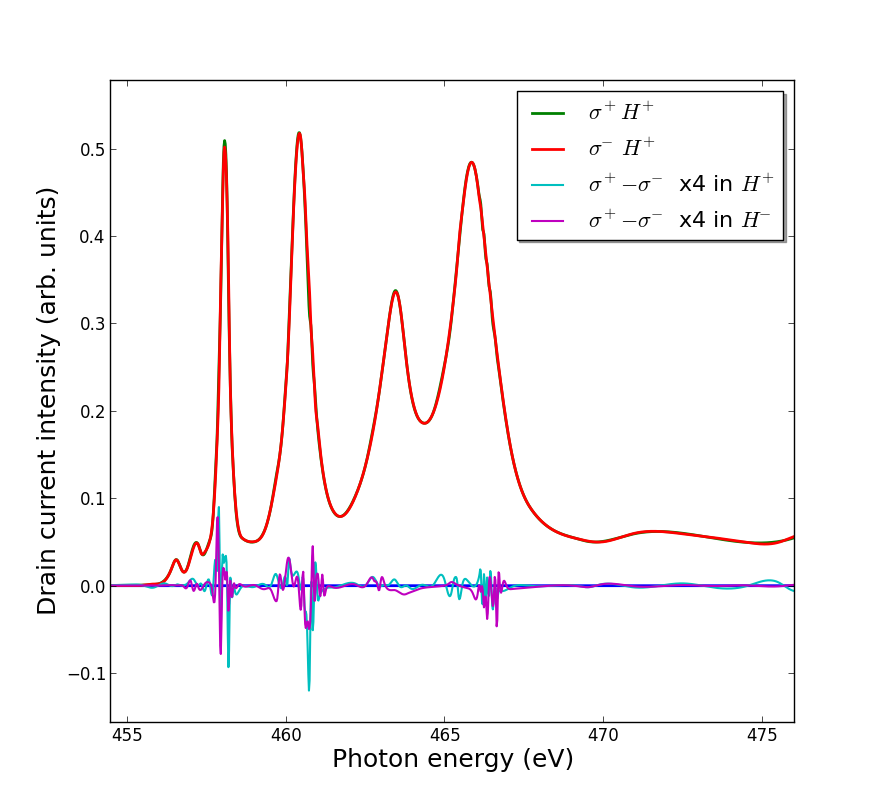 σ⁺ H⁺
σ⁻ H⁺
σ⁺−σ⁻ x4 in H⁺
σ⁺−σ⁻ x4 in H⁻
Drain current intensity (arb. units)
0.5
0.4
0.3
0.2
0.1
0.0
−0.1
455 460 465 470 475
Photon energy (eV)